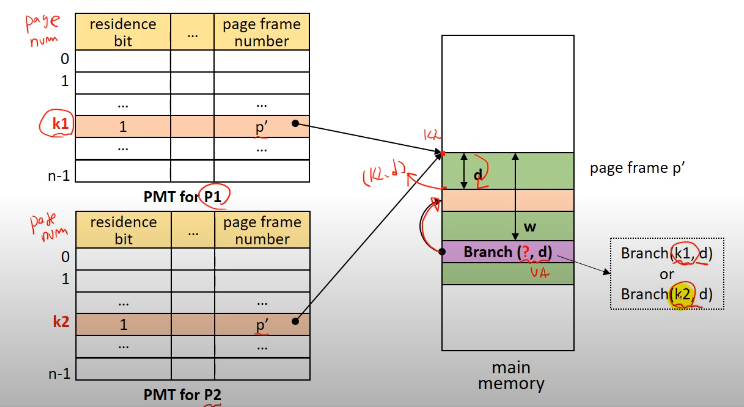 page
num
residence
bit
...
page frame
number
0
1
...
...
k1
1
p'
...
...
n-1
PMT for P1
page
num
residence
bit
...
page frame
number
0
1
...
...
k2
1
p'
...
...
n-1
PMT for P2
k2
(k2, d)
d
w
Branch (?, d)
VA
page frame p'
Branch(k1, d)
or
Branch(k2, d)
main
memory